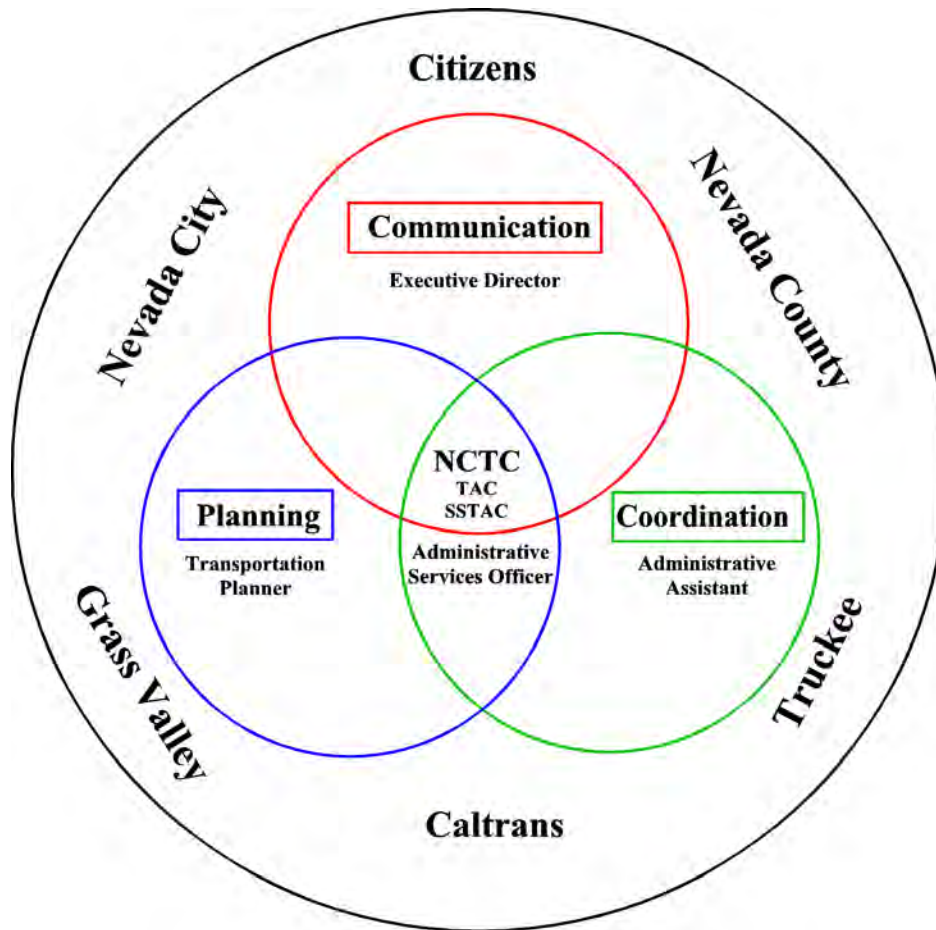 Citizens
Nevada City
Nevada County
Communication
Executive Director
NCTC
TAC
SSTAC
Planning
Coordination
Transportation
Planner
Administrative
Services Officer
Administrative
Assistant
Grass Valley
Truckee
Caltrans